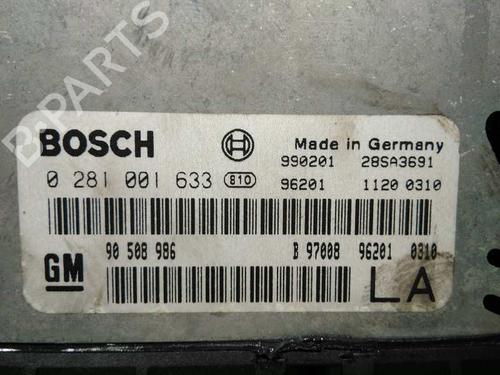 B-PARTS
BOSCH
Made in Germany
990201 28SA3691
0 281 001 633 810
96201 1120 0310
90 508 986 B 97008 96201 0310
GM
LA